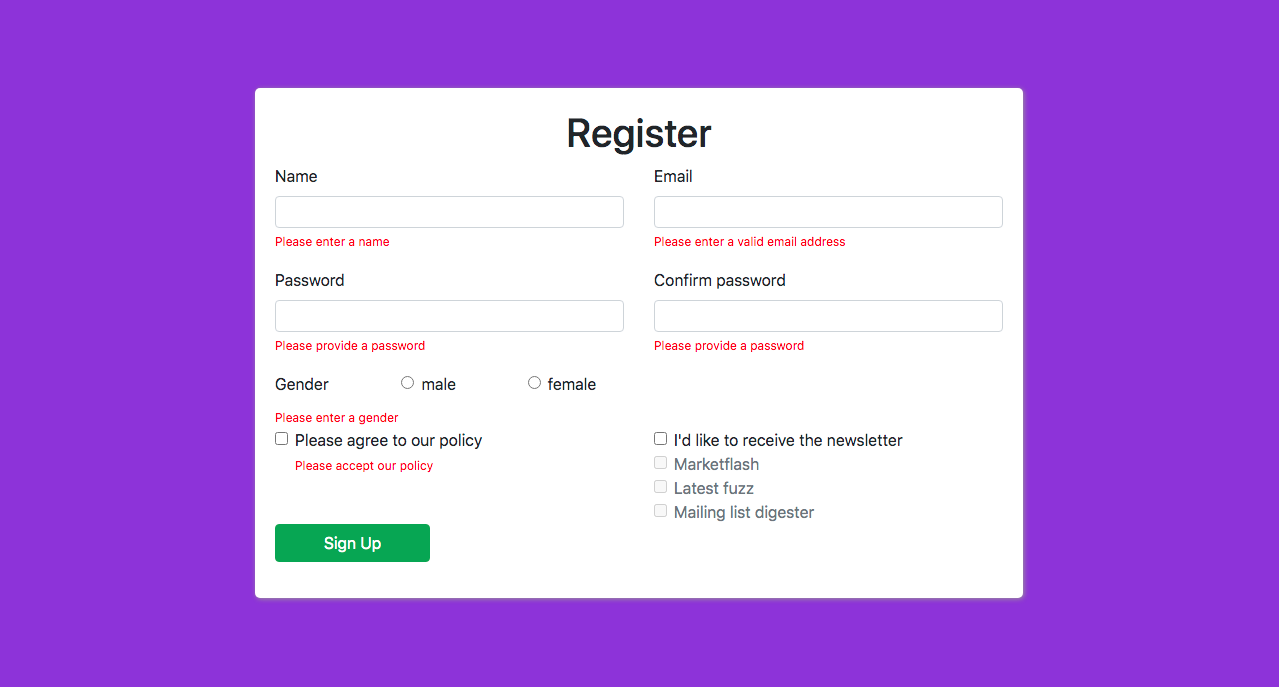 Register
Name Email
Please enter a name Please enter a valid email address
Password Confirm password
Please provide a password Please provide a password
Gender male female
Please enter a gender
Please agree to our policy I'd like to receive the newsletter
Please accept our policy Marketflash
Latest fuzz
Mailing list digester
Sign Up